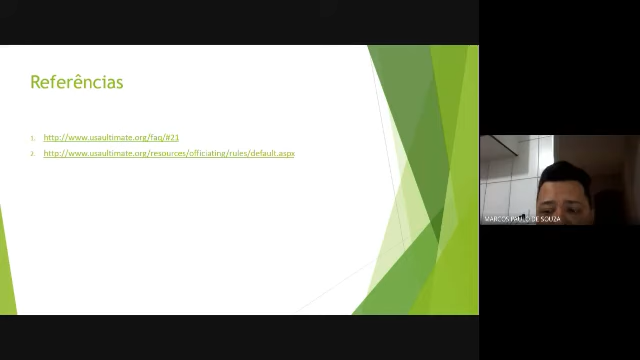 Referências
1. http://www.usaultimate.org/faq/#21
2. http://www.usaultimate.org/resources/officiating/rules/default.aspx
MARCOS PAULO DE SOUZA